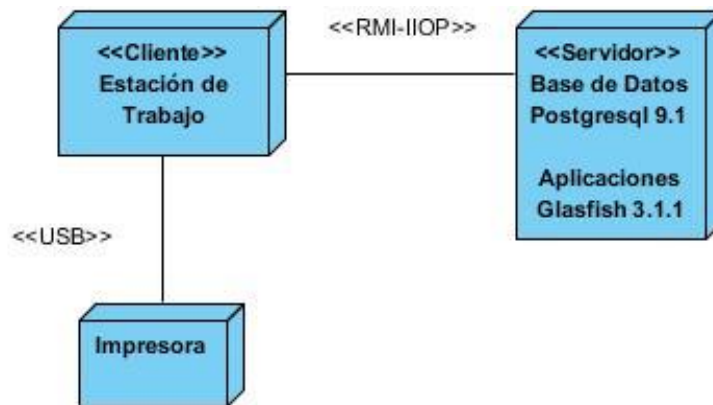 <<Cliente>>
Estación de
Trabajo
<<RMI-IIOP>>
<<Servidor>>
Base de Datos
Postgresql 9.1
Aplicaciones
Glasfish 3.1.1
<<USB>>
Impresora